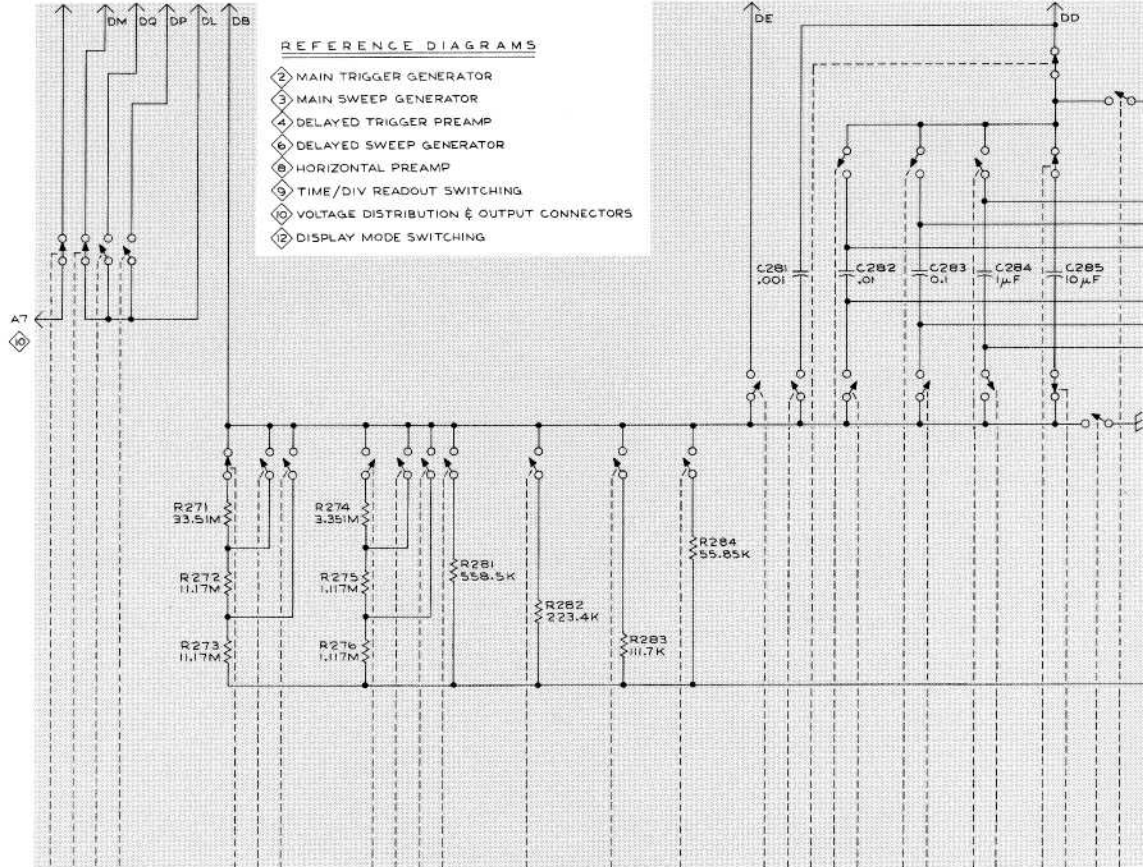 DM DQ DP DL DB DE DD
REFERENCE DIAGRAMS
2 MAIN TRIGGER GENERATOR
3 MAIN SWEEP GENERATOR
4 DELAYED TRIGGER PREAMP
6 DELAYED SWEEP GENERATOR
8 HORIZONTAL PREAMP
9 TIME/DIV READOUT SWITCHING
10 VOLTAGE DISTRIBUTION & OUTPUT CONNECTORS
12 DISPLAY MODE SWITCHING
C281
.001
C282
.01
C283
0.1
C284
1µF
C285
10µF
A7
10
R271
33.51M
R274
3.351M
R284
55.85K
R281
558.5K
R272
11.17M
R275
1.117M
R282
223.4K
R283
111.7K
R273
11.17M
R276
1.117M